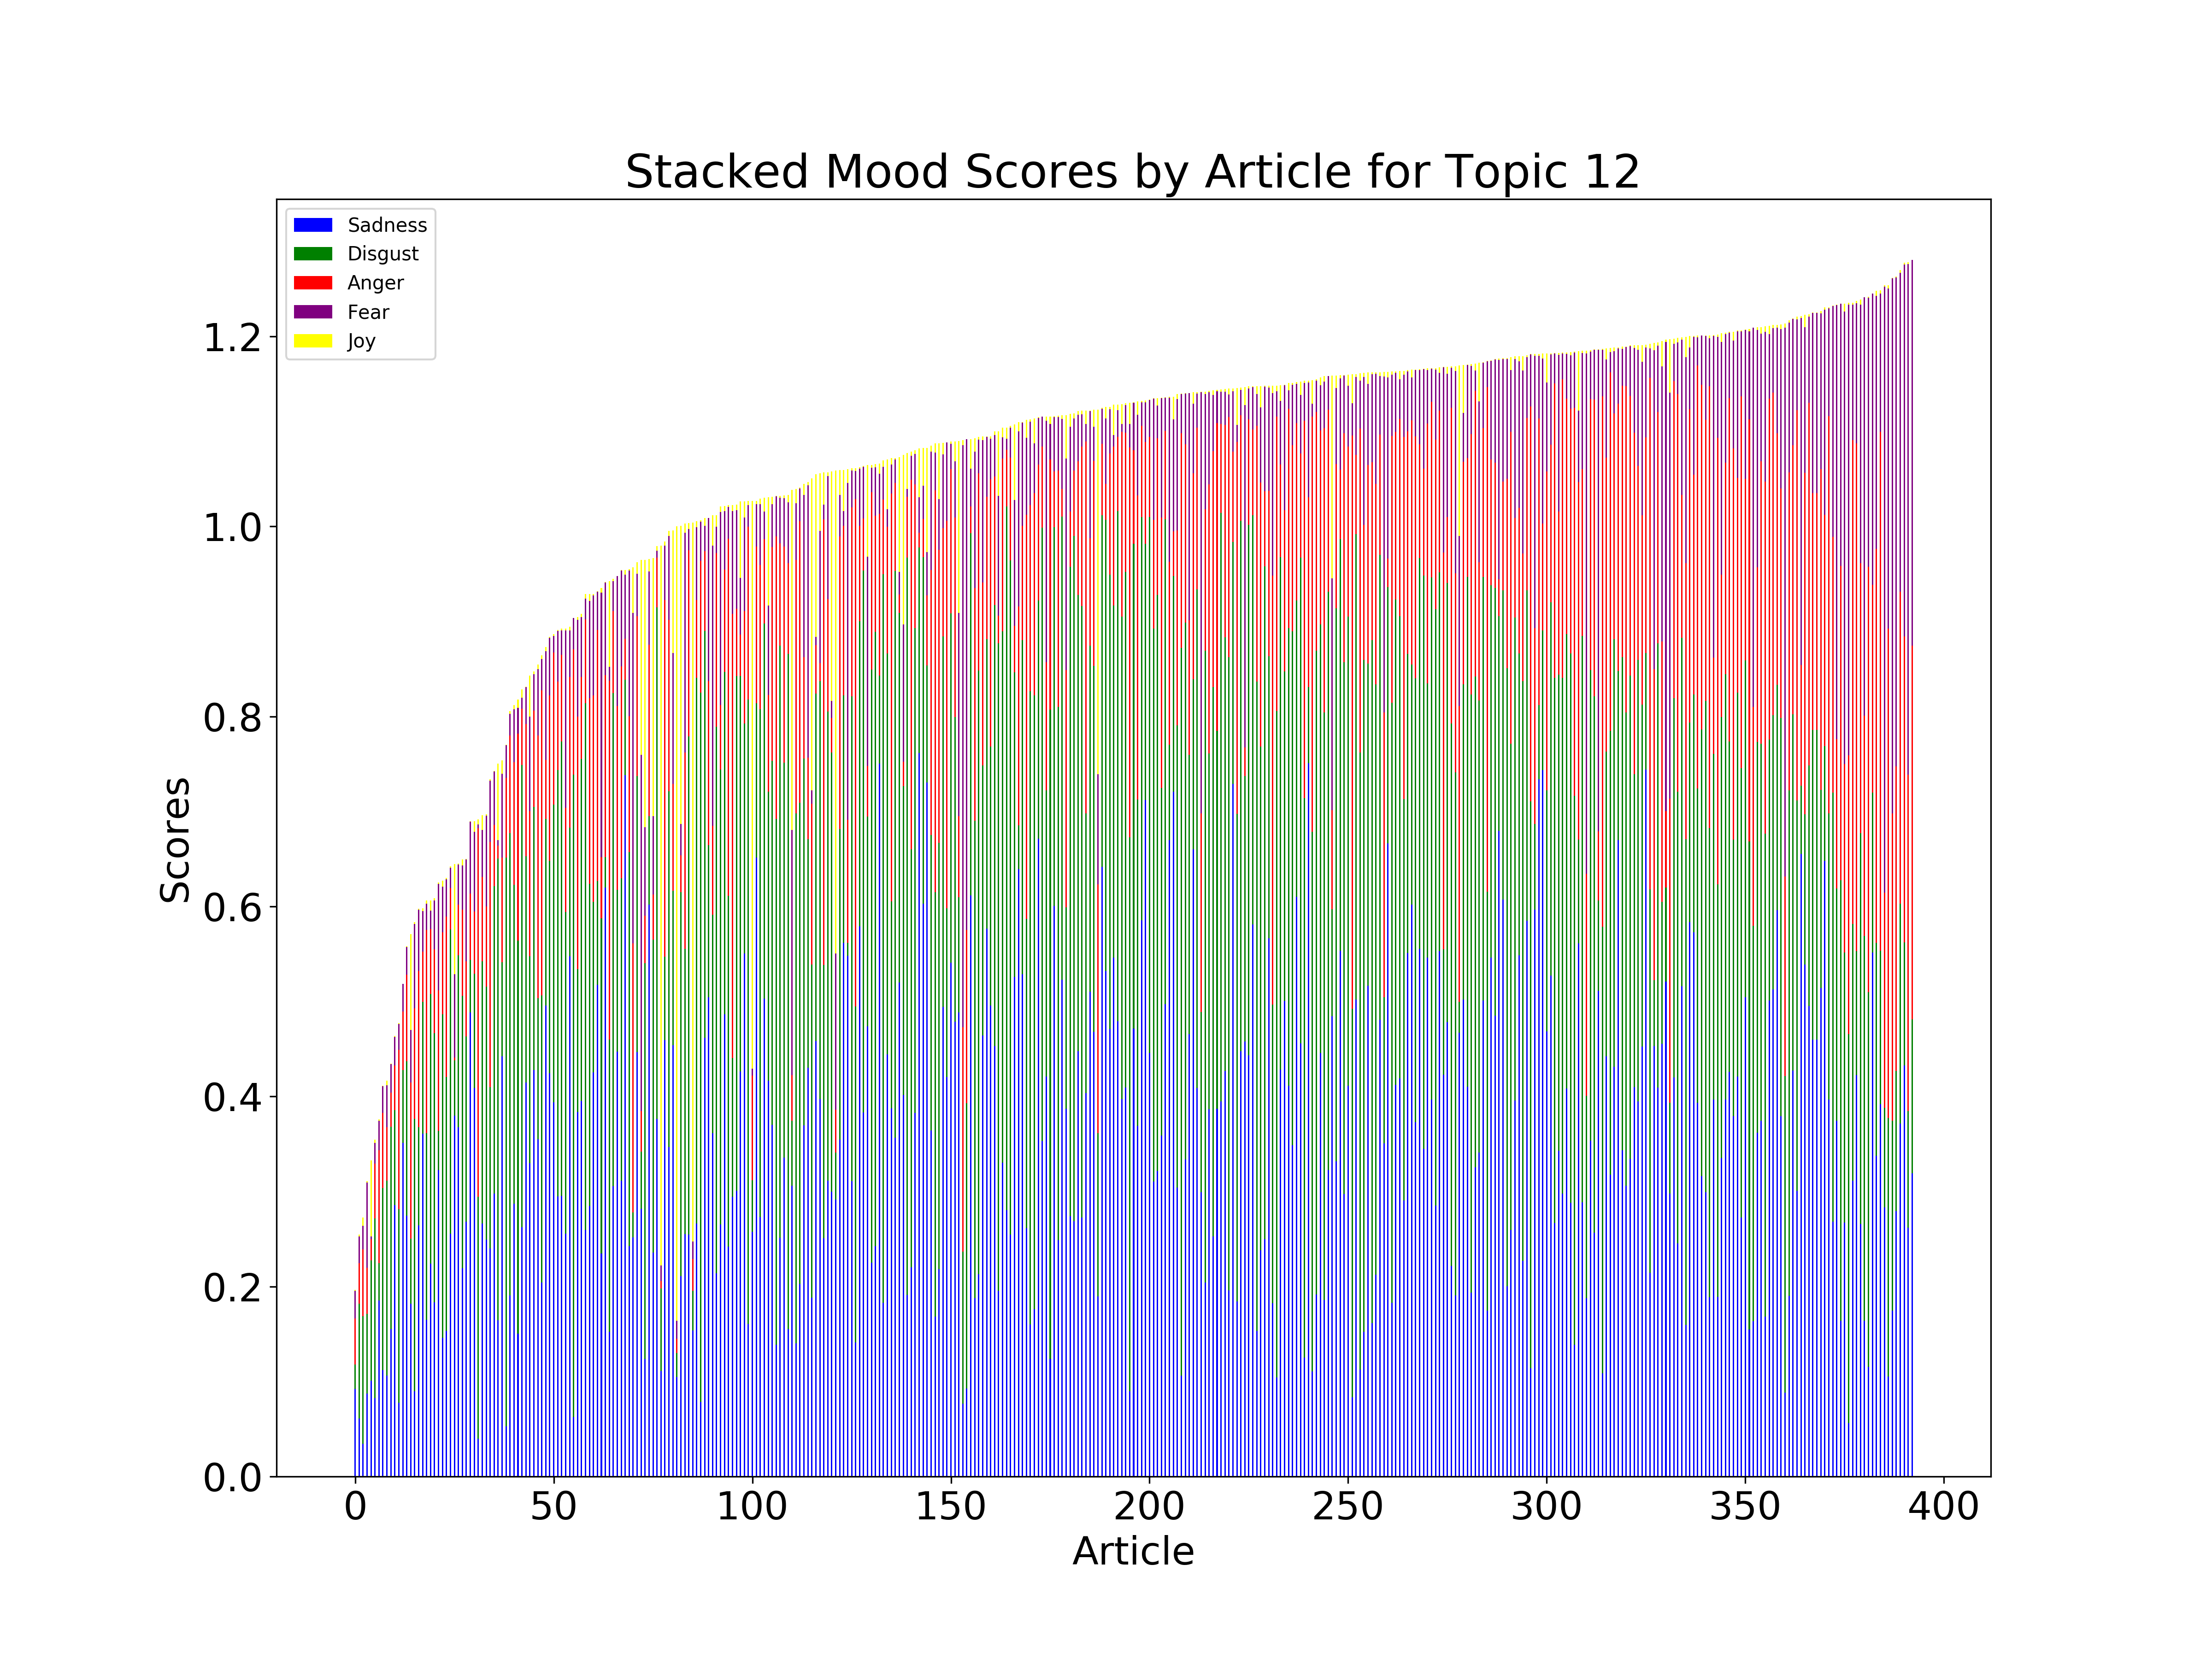 Stacked Mood Scores by Article for Topic 12
Sadness
Disgust
Anger
Fear
Joy
1.2
1.0
0.8
0.6
0.4
0.2
0.0
Scores
0 50 100 150 200 250 300 350 400
Article